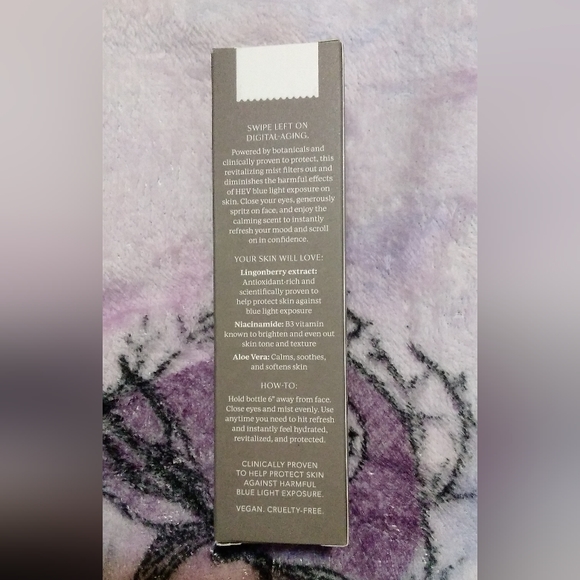 SWIPE LEFT ON
DIGITAL-AGING.
Powered by botanicals and
clinically proven to protect, this
revitalizing mist filters out and
diminishes the harmful effects
of HEV blue light exposure on
skin. Close your eyes, generously
spritz on face, and enjoy the
calming scent to instantly
refresh your mood and scroll
on in confidence.
YOUR SKIN WILL LOVE:
Lingonberry extract:
Antioxidant-rich and
scientifically proven to
help protect skin against
blue light exposure
Niacinamide: B3 vitamin
known to brighten and even out
skin tone and texture
Aloe Vera: Calms, soothes,
and softens skin
HOW-TO:
Hold bottle 6" away from face.
Close eyes and mist evenly. Use
anytime you need to hit refresh
and instantly feel hydrated,
revitalized, and protected.
CLINICALLY PROVEN
TO HELP PROTECT SKIN
AGAINST HARMFUL
BLUE LIGHT EXPOSURE.
VEGAN. CRUELTY-FREE.